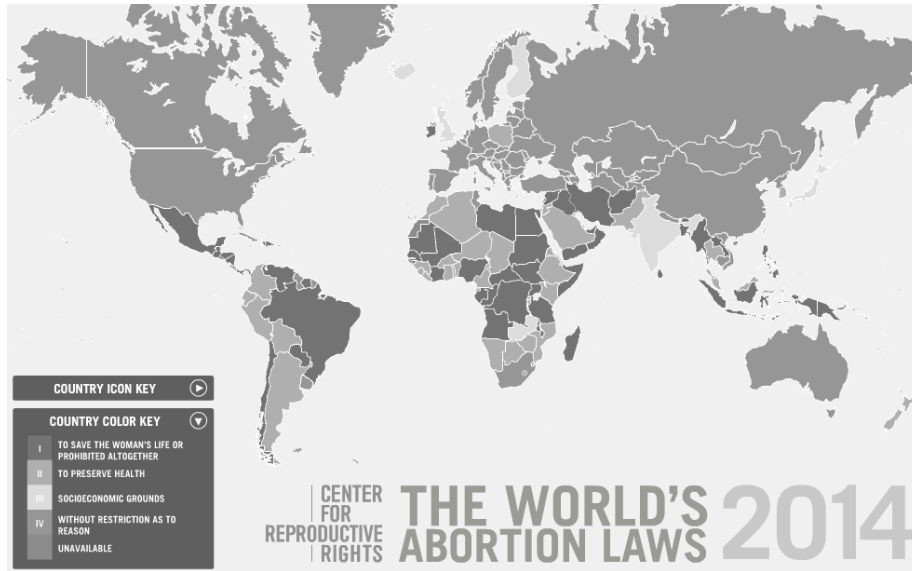 COUNTRY ICON KEY
COUNTRY COLOR KEY
I TO SAVE THE WOMAN'S LIFE OR
PROHIBITED ALTOGETHER
II TO PRESERVE HEALTH
III SOCIOECONOMIC GROUNDS
IV WITHOUT RESTRICTION AS TO
REASON
UNAVAILABLE
CENTER
FOR
REPRODUCTIVE
RIGHTS
THE WORLD'S
ABORTION LAWS
2014